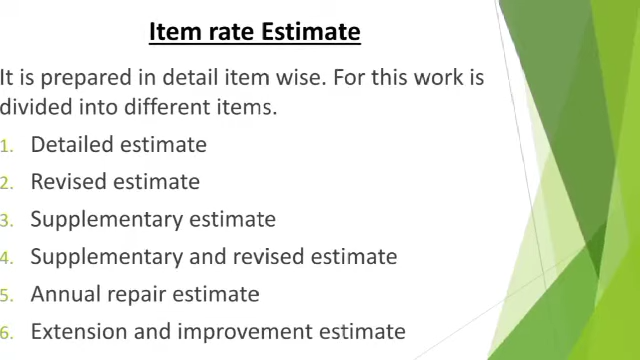 Item rate Estimate
It is prepared in detail item wise. For this work is
divided into different items.
1. Detailed estimate
2. Revised estimate
3. Supplementary estimate
4. Supplementary and revised estimate
5. Annual repair estimate
6. Extension and improvement estimate